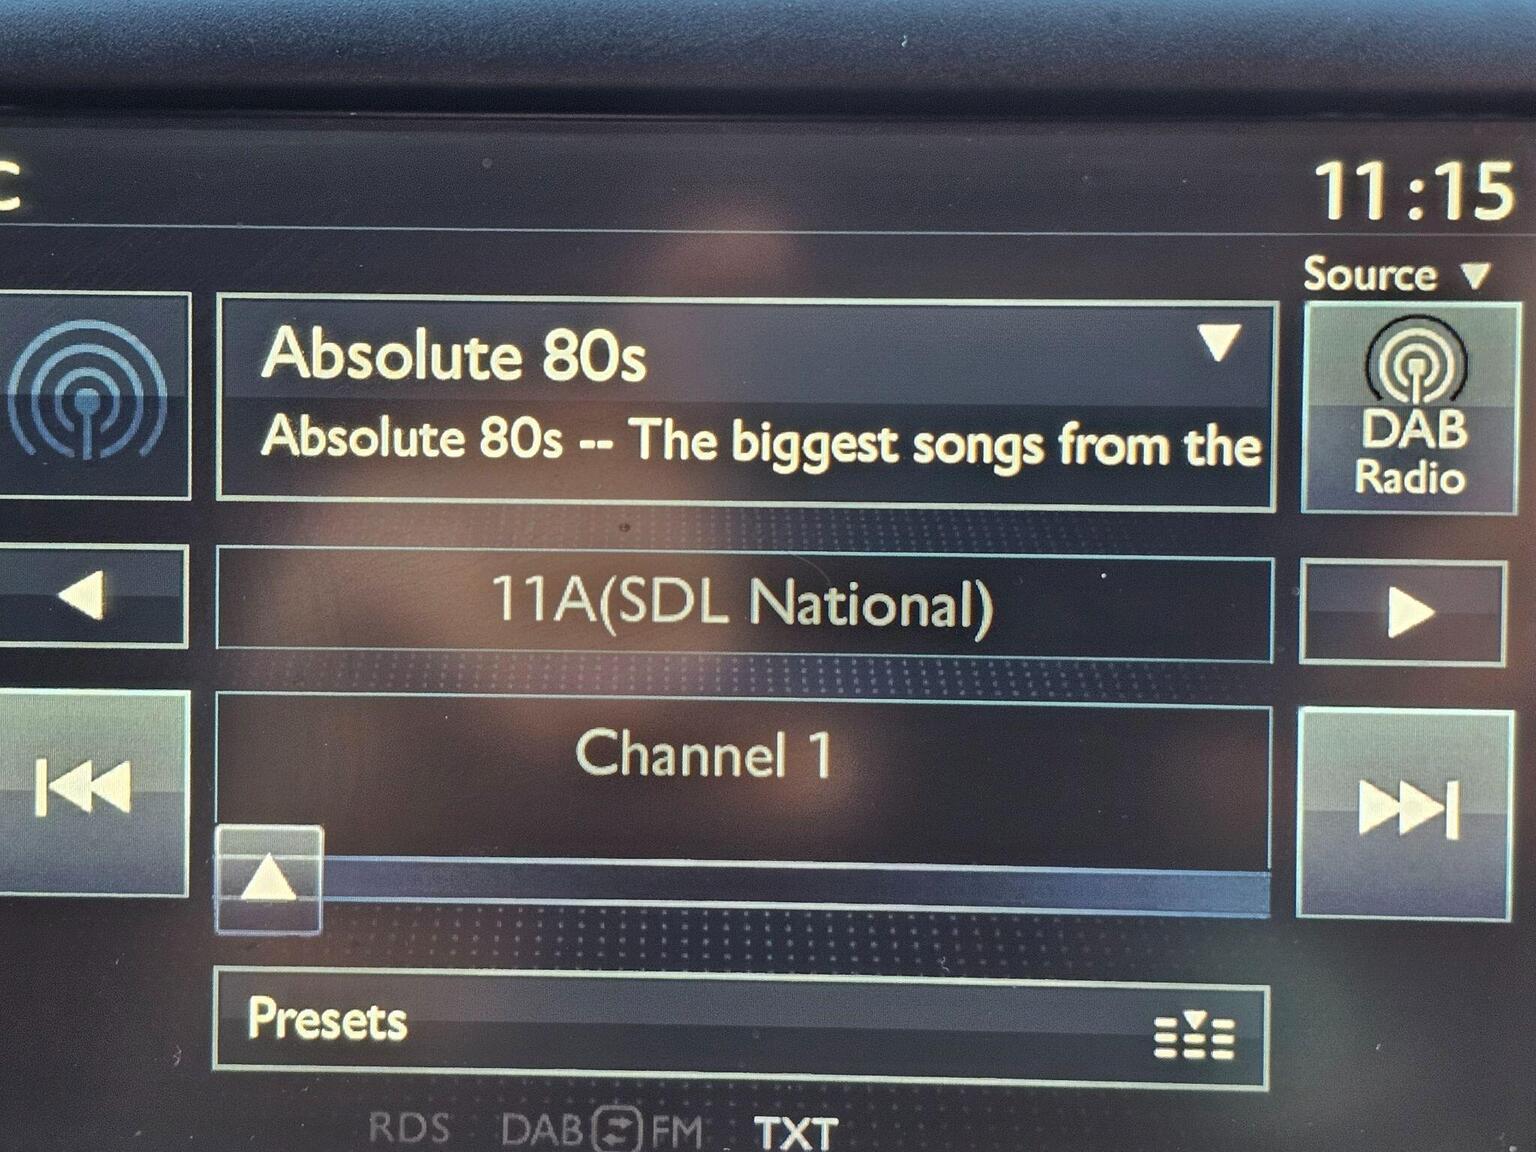 C
11:15
Source
Absolute 80s
Absolute 80s -- The biggest songs from the
DAB
Radio
11A(SDL National)
Channel 1
Presets
RDS DAB FM TXT